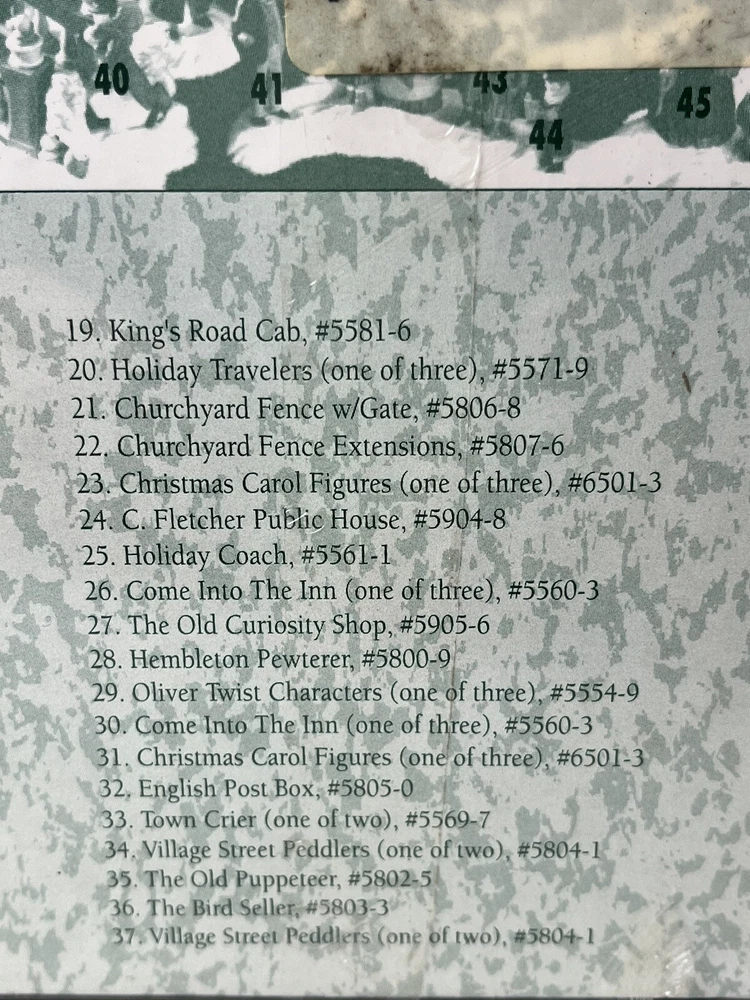 40
41
43
45
44
19. King's Road Cab, #5581-6
20. Holiday Travelers (one of three), #5571-9
21. Churchyard Fence w/Gate, #5806-8
22. Churchyard Fence Extensions, #5807-6
23. Christmas Carol Figures (one of three), #6501-3
24. C. Fletcher Public House, #5904-8
25. Holiday Coach, #5561-1
26. Come Into The Inn (one of three), #5560-3
27. The Old Curiosity Shop, #5905-6
28. Hembleton Pewterer, #5800-9
29. Oliver Twist Characters (one of three), #5554-9
30. Come Into The Inn (one of three), #5560-3
31. Christmas Carol Figures (one of three), #6501-3
32. English Post Box, #5805-0
33. Town Crier (one of two), #5569-7
34. Village Street Peddlers (one of two), #5804-1
35. The Old Puppeteer, #5802-5
36. The Bird Seller, #5803-3
37. Village Street Peddlers (one of two), #5804-1